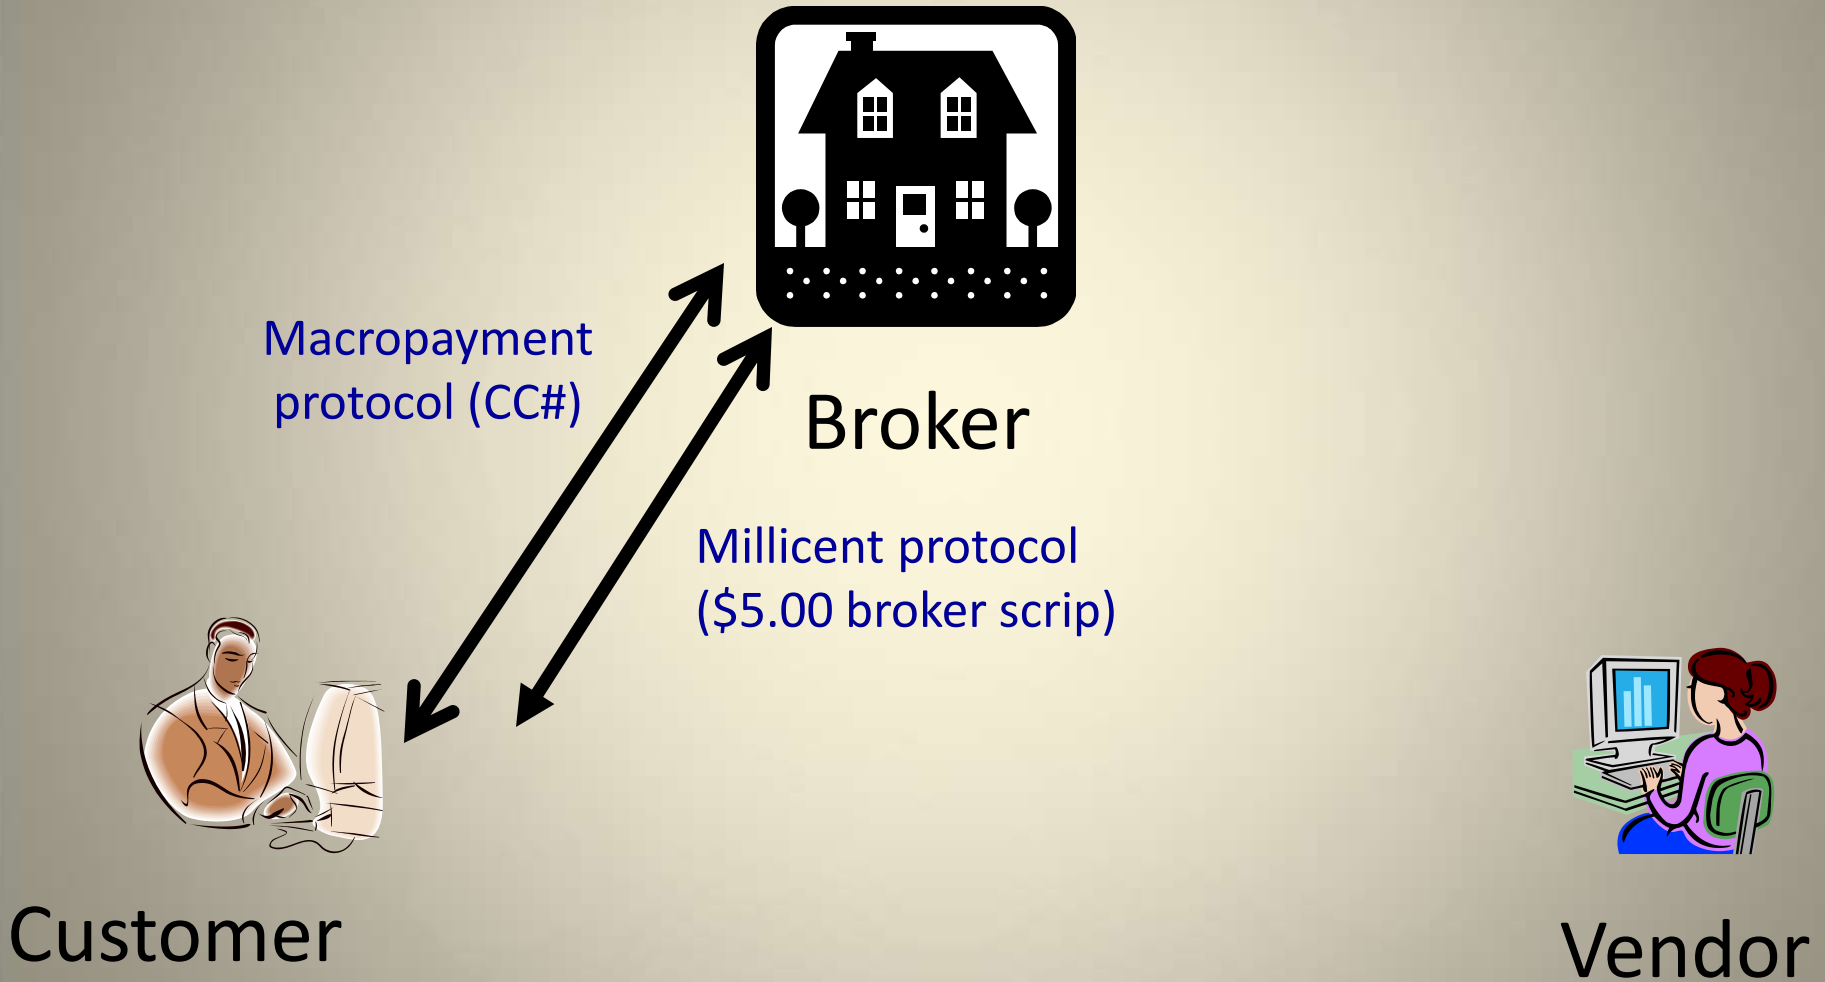 Macropayment
protocol (CC#)
Broker
Millicent protocol
($5.00 broker scrip)
Customer
Vendor